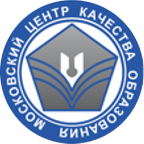 МОСКОВСКИЙ ЦЕНТР КАЧЕСТВА ОБРАЗОВАНИЯ